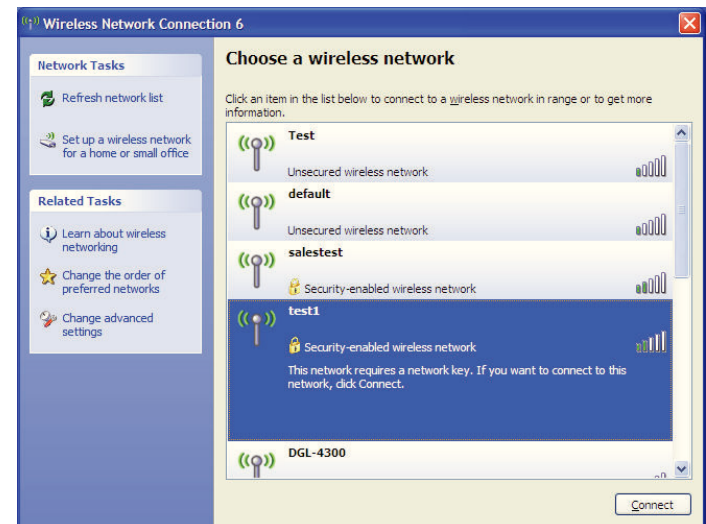 Wireless Network Connection 6
Network Tasks
Refresh network list
Set up a wireless network
for a home or small office
Related Tasks
Learn about wireless
networking
Change the order of
preferred networks
Change advanced
settings
Choose a wireless network
Click an item in the list below to connect to a wireless network in range or to get more
information.
Test
Unsecured wireless network
default
Unsecured wireless network
salestest
Security-enabled wireless network
test1
Security-enabled wireless network
This network requires a network key. If you want to connect to this
network, click Connect.
DGL-4300
Connect